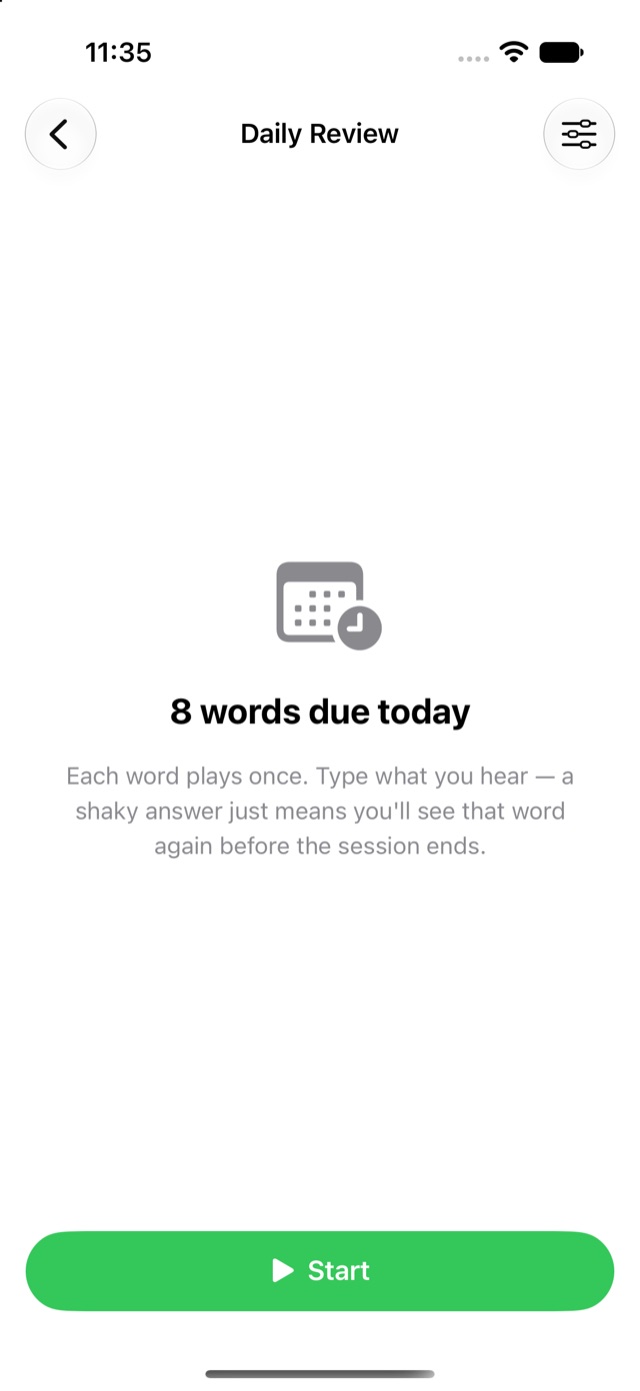 11:35
Daily Review
8 words due today
Each word plays once. Type what you hear — a
shaky answer just means you'll see that word
again before the session ends.
Start